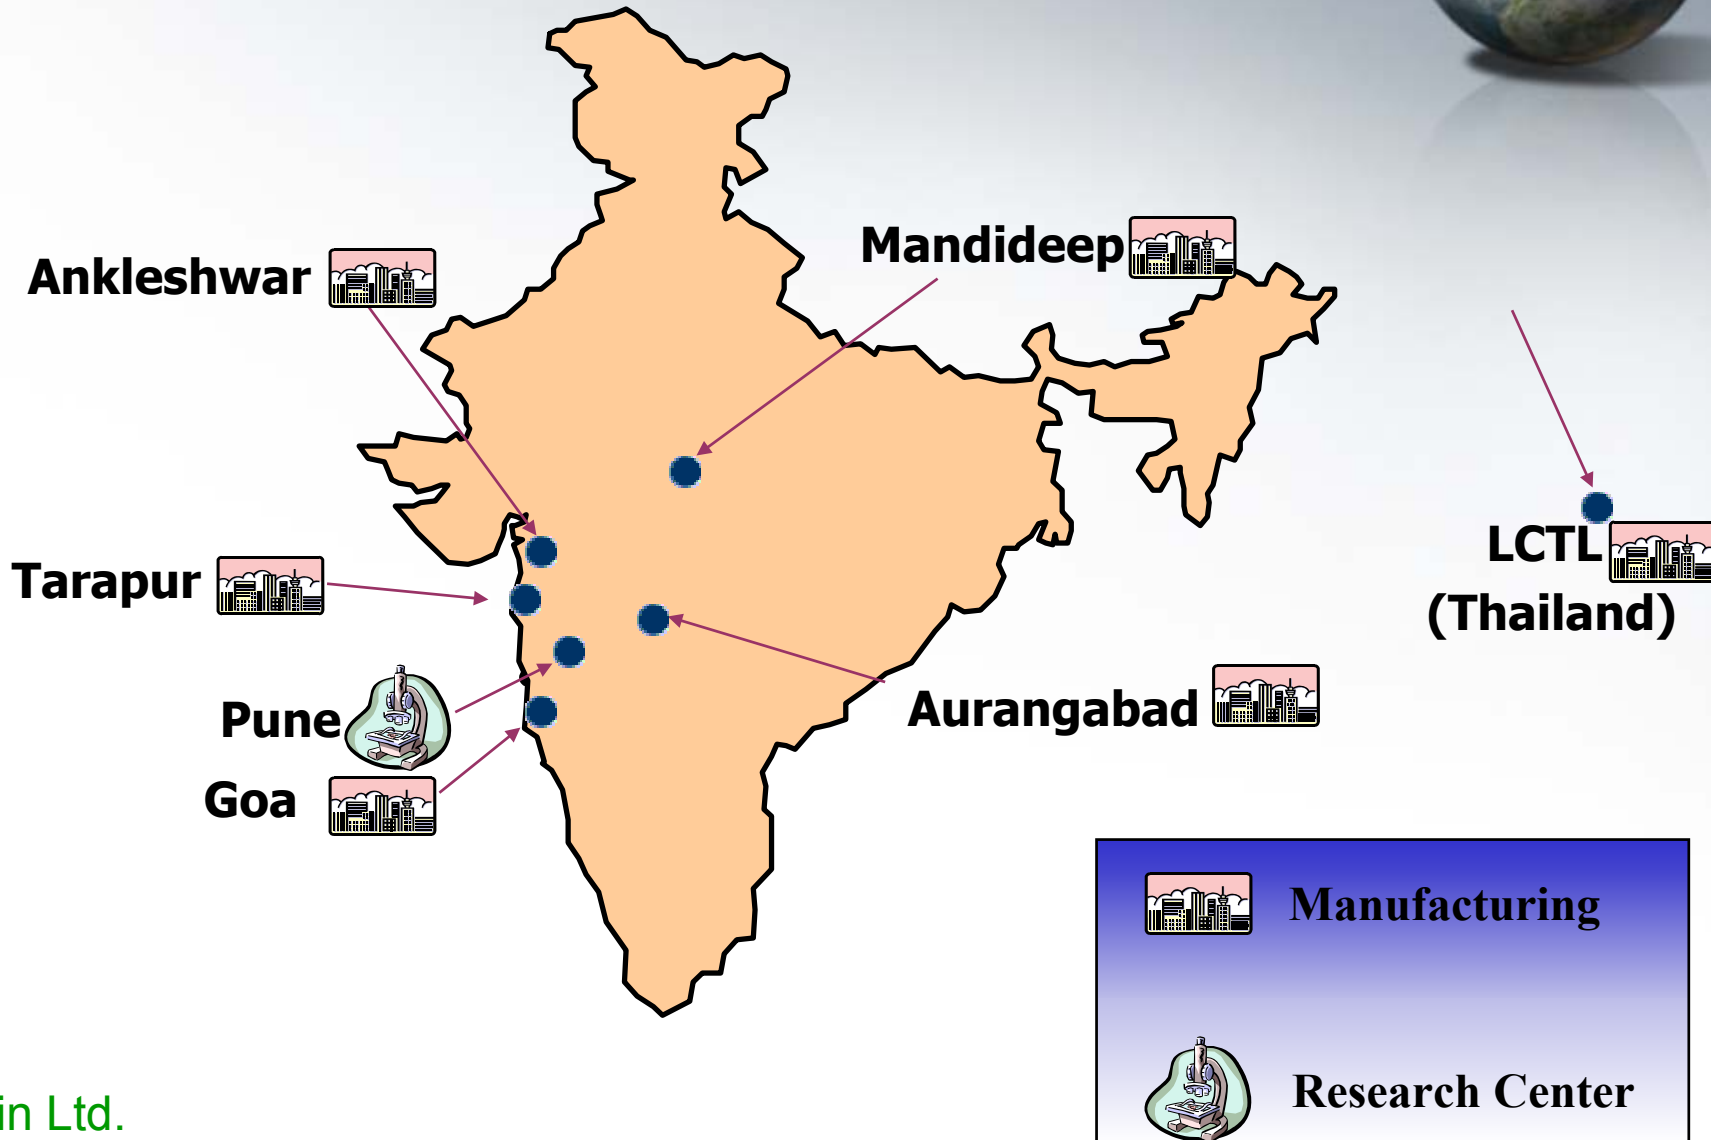 Mandideep
Ankleshwar
LCTL
(Thailand)
Tarapur
Aurangabad
Pune
Goa
Manufacturing
Research Center
in Ltd.